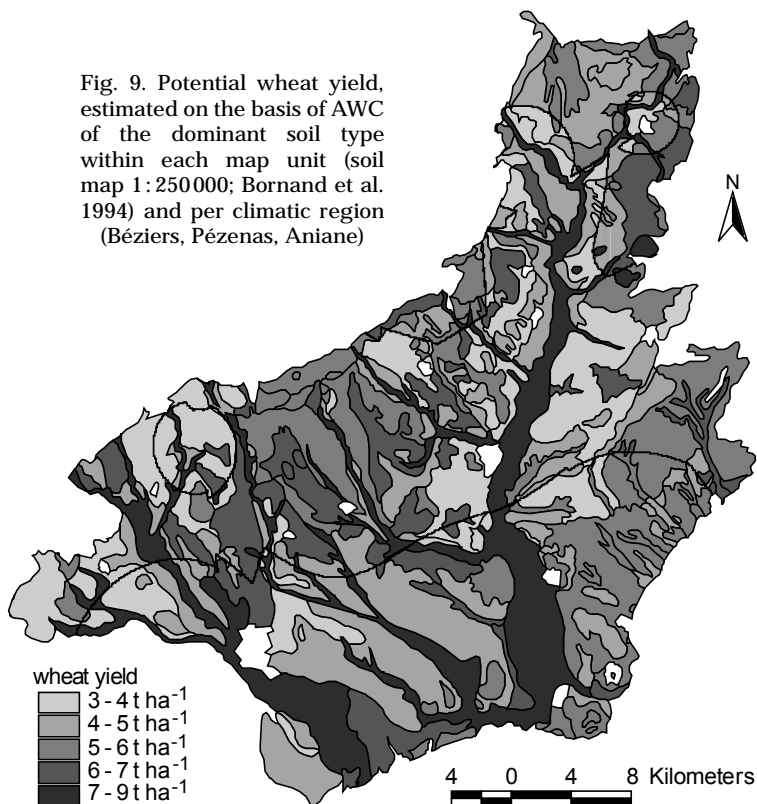 Fig. 9. Potential wheat yield,
estimated on the basis of AWC
of the dominant soil type
within each map unit (soil
map 1 : 250 000; Bornand et al.
1994) and per climatic region
(Béziers, Pézenas, Aniane)
N
wheat yield
3 - 4 t ha⁻¹
4 - 5 t ha⁻¹
5 - 6 t ha⁻¹
6 - 7 t ha⁻¹
7 - 9 t ha⁻¹
4 0 4 8 Kilometers